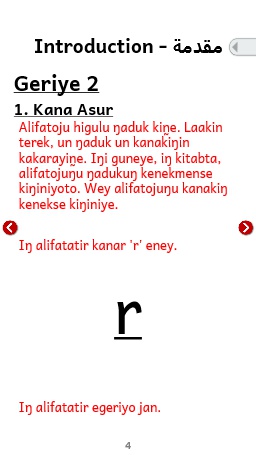 Introduction - مقدمة
Geriye 2
1. Kana Asur
Alifatoju higulu ŋaduk kiŋe. Laakin
terek, un ŋaduk un kanakiŋin
kakarayiŋe. Iŋi guneye, iŋ kitabta,
alifatojuŋu ŋadukuŋ kenekmense
kiŋiniyoto. Wey alifatojuŋu kanakiŋ
kenekse kiŋiniye.
Iŋ alifatatir kanar 'r' eney.
r
Iŋ alifatatir egeriyo jan.
4